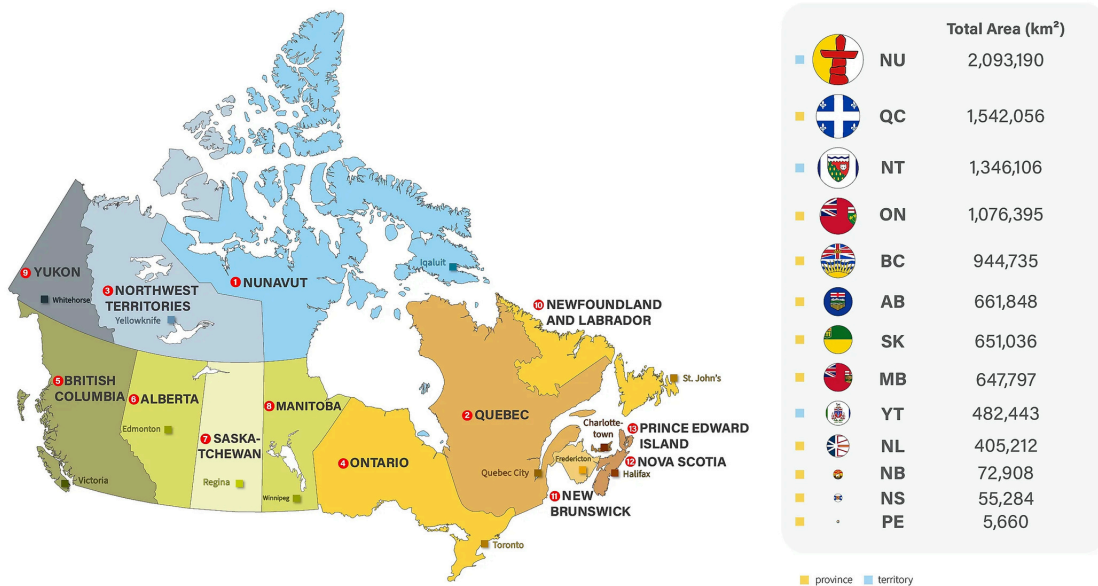 9 YUKON
Whitehorse
3 NORTHWEST
TERRITORIES
Yellowknife
1 NUNAVUT
Iqaluit
10 NEWFOUNDLAND
AND LABRADOR
St. John's
5 BRITISH
COLUMBIA
Victoria
6 ALBERTA
Edmonton
7 SASKA-
TCHEWAN
Regina
8 MANITOBA
Winnipeg
4 ONTARIO
Toronto
2 QUEBEC
Quebec City
Charlotte-
town
13 PRINCE EDWARD
ISLAND
Fredericton
12 NOVA SCOTIA
Halifax
11 NEW
BRUNSWICK
Total Area (km²)
NU 2,093,190
QC 1,542,056
NT 1,346,106
ON 1,076,395
BC 944,735
AB 661,848
SK 651,036
MB 647,797
YT 482,443
NL 405,212
NB 72,908
NS 55,284
PE 5,660
province territory